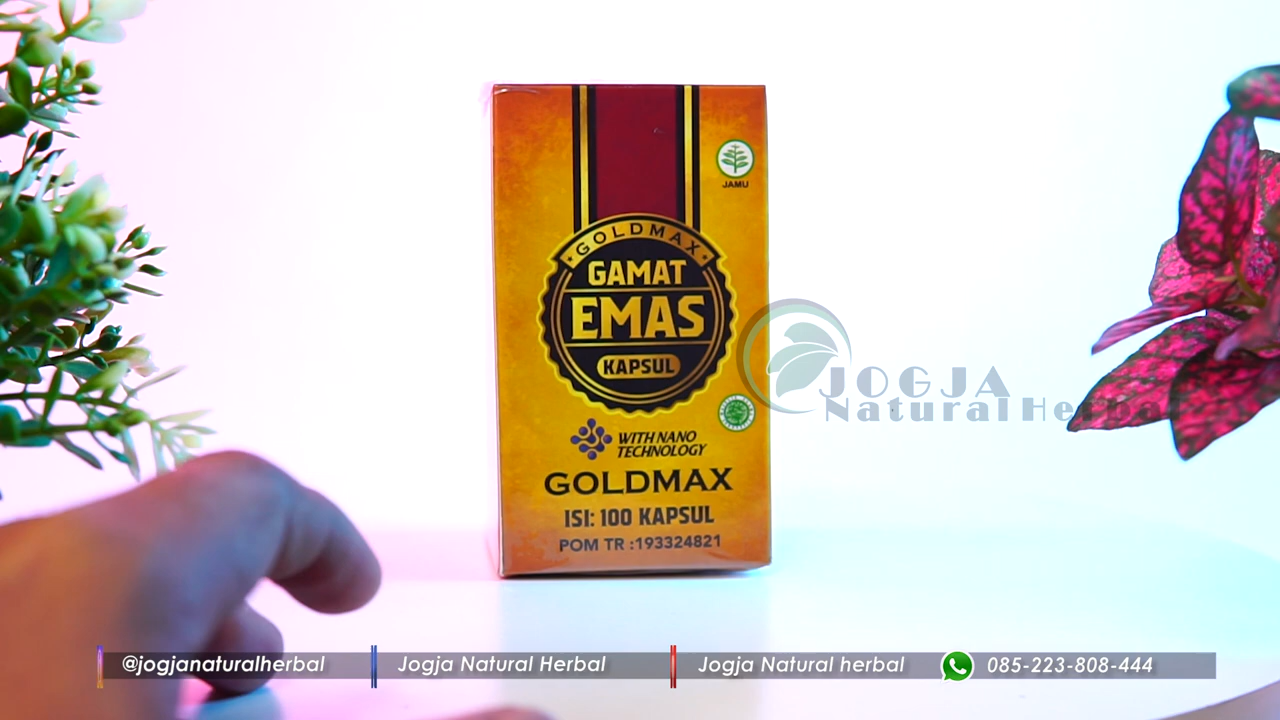 JAMU
GOLDMAX
GAMAT
EMAS
KAPSUL
WITH NANO
TECHNOLOGY
GOLDMAX
ISI: 100 KAPSUL
POM TR :193324821
JOGJA
Natural Herbal
@jogjanaturalherbal
Jogja Natural Herbal
Jogja Natural herbal
085-223-808-444